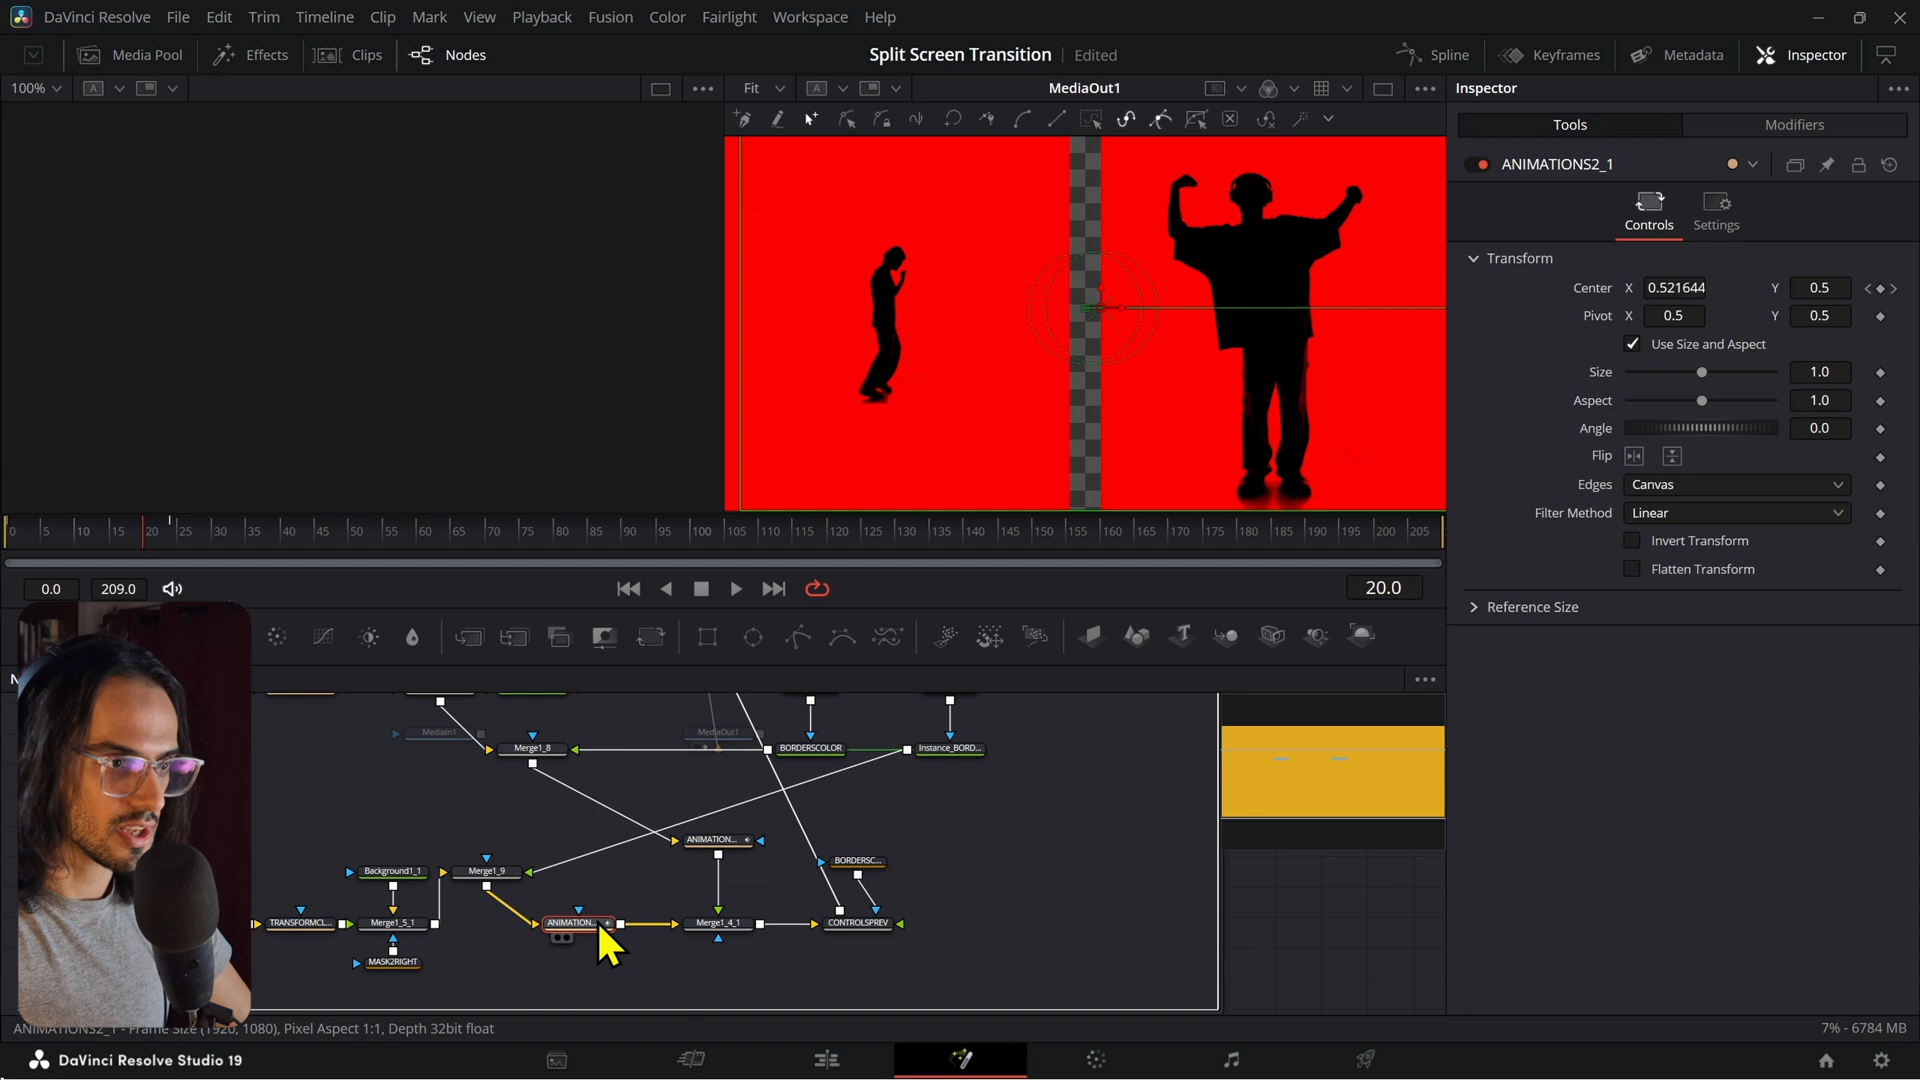 DaVinci Resolve File Edit Trim Timeline Clip Mark View Playback Fusion Color Fairlight Workspace Help
Media Pool Effects Clips Nodes Split Screen Transition Edited Spline Keyframes Metadata Inspector
100% A Fit A MediaOut1 Inspector
Tools Modifiers
ANIMATIONS2_1
Controls Settings
Transform
Center X 0.521644 Y 0.5
Pivot X 0.5 Y 0.5
Use Size and Aspect
Size 1.0
Aspect 1.0
Angle 0.0
Flip
Edges Canvas
Filter Method Linear
Invert Transform
Flatten Transform
Reference Size
0 5 10 15 20 25 30 35 40 45 50 55 60 65 70 75 80 85 90 95 100 105 110 115 120 125 130 135 140 145 150 155 160 165 170 175 180 185 190 195 200 205
0.0 209.0 20.0
MediaIn1 Merge1_8 MediaOut1 BORDERSCOLOR Instance_BORD...
ANIMATION...
Background1_1 Merge1_9 BORDERSC...
TRANSFORMCL... Merge1_5_1 ANIMATION... Merge1_4_1 CONTROLSPREV
MASK2RIGHT
ANIMATIONS2_1 - Frame Size (1920, 1080), Pixel Aspect 1:1, Depth 32bit float 7% - 6784 MB
DaVinci Resolve Studio 19